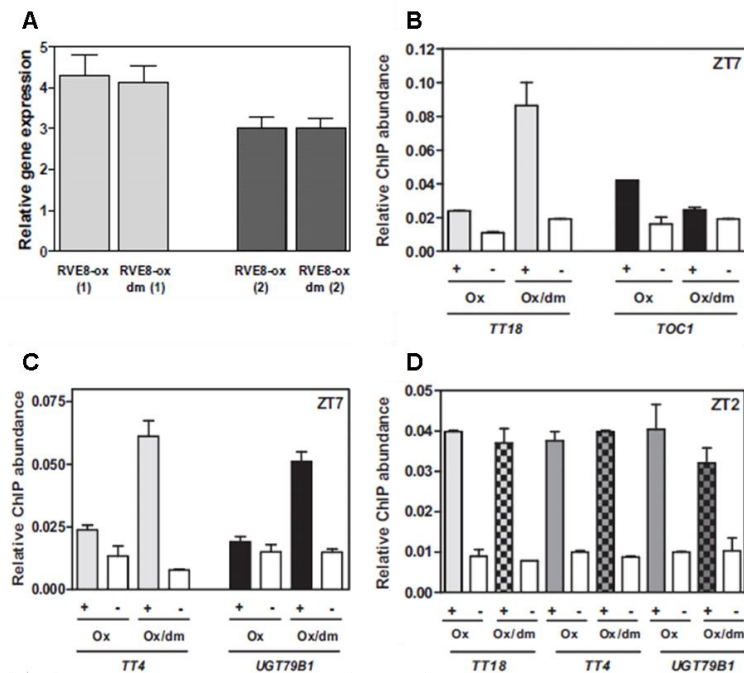 A
Relative gene expression
5
4
3
2
1
0
RVE8-ox (1)
RVE8-ox dm (1)
RVE8-ox (2)
RVE8-ox dm (2)
B
Relative ChIP abundance
ZT7
0.12
0.10
0.08
0.06
0.04
0.02
0.00
+ - + - + - + -
Ox Ox/dm Ox Ox/dm
TT18 TOC1
C
Relative ChIP abundance
ZT7
0.075
0.050
0.025
0.000
+ - + - + - + -
Ox Ox/dm Ox Ox/dm
TT4 UGT79B1
D
Relative ChIP abundance
ZT2
0.05
0.04
0.03
0.02
0.01
0.00
+ - + - + - + - + - + -
Ox Ox/dm Ox Ox/dm Ox Ox/dm
TT18 TT4 UGT79B1